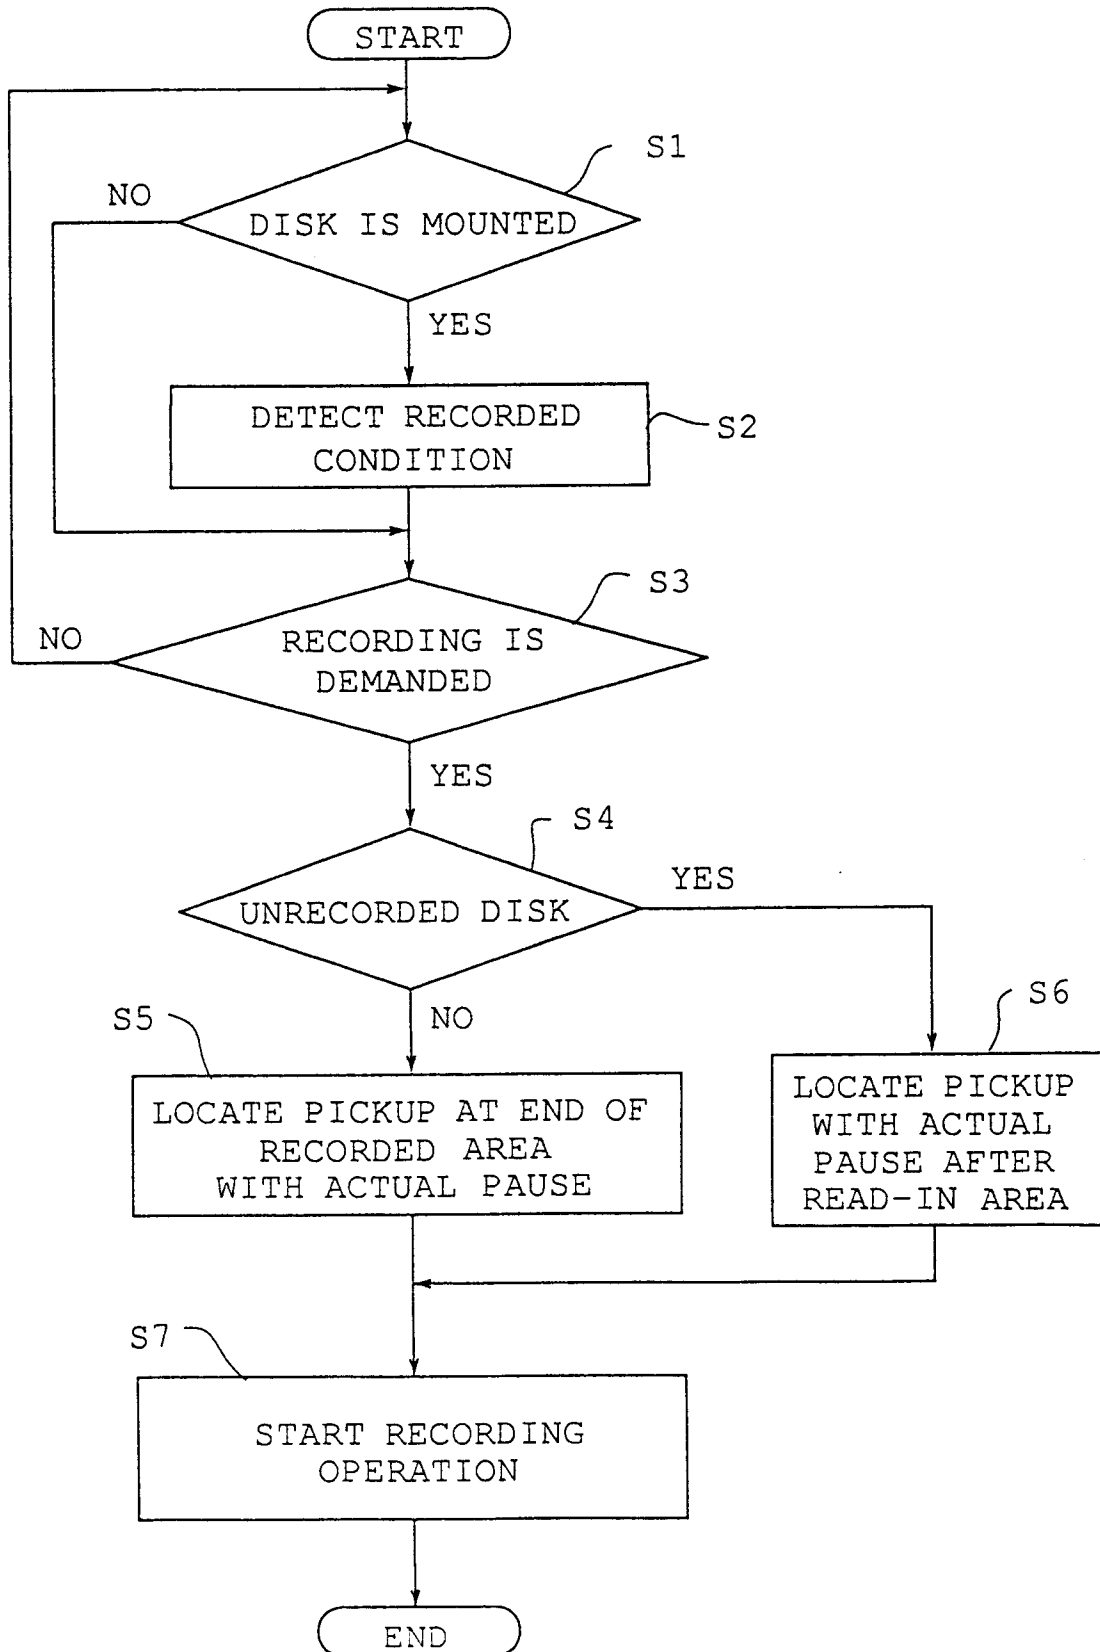 START
S1
NO
DISK IS MOUNTED
YES
DETECT RECORDED
CONDITION
S2
S3
NO
RECORDING IS
DEMANDED
YES
S4
YES
UNRECORDED DISK
S6
NO
S5
LOCATE PICKUP AT END OF
RECORDED AREA
WITH ACTUAL PAUSE
LOCATE PICKUP
WITH ACTUAL
PAUSE AFTER
READ-IN AREA
S7
START RECORDING
OPERATION
END